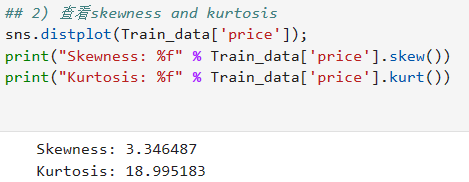 ## 2) 查看skewness and kurtosis
sns.distplot(Train_data['price']);
print("Skewness: %f" % Train_data['price'].skew())
print("Kurtosis: %f" % Train_data['price'].kurt())
Skewness: 3.346487
Kurtosis: 18.995183